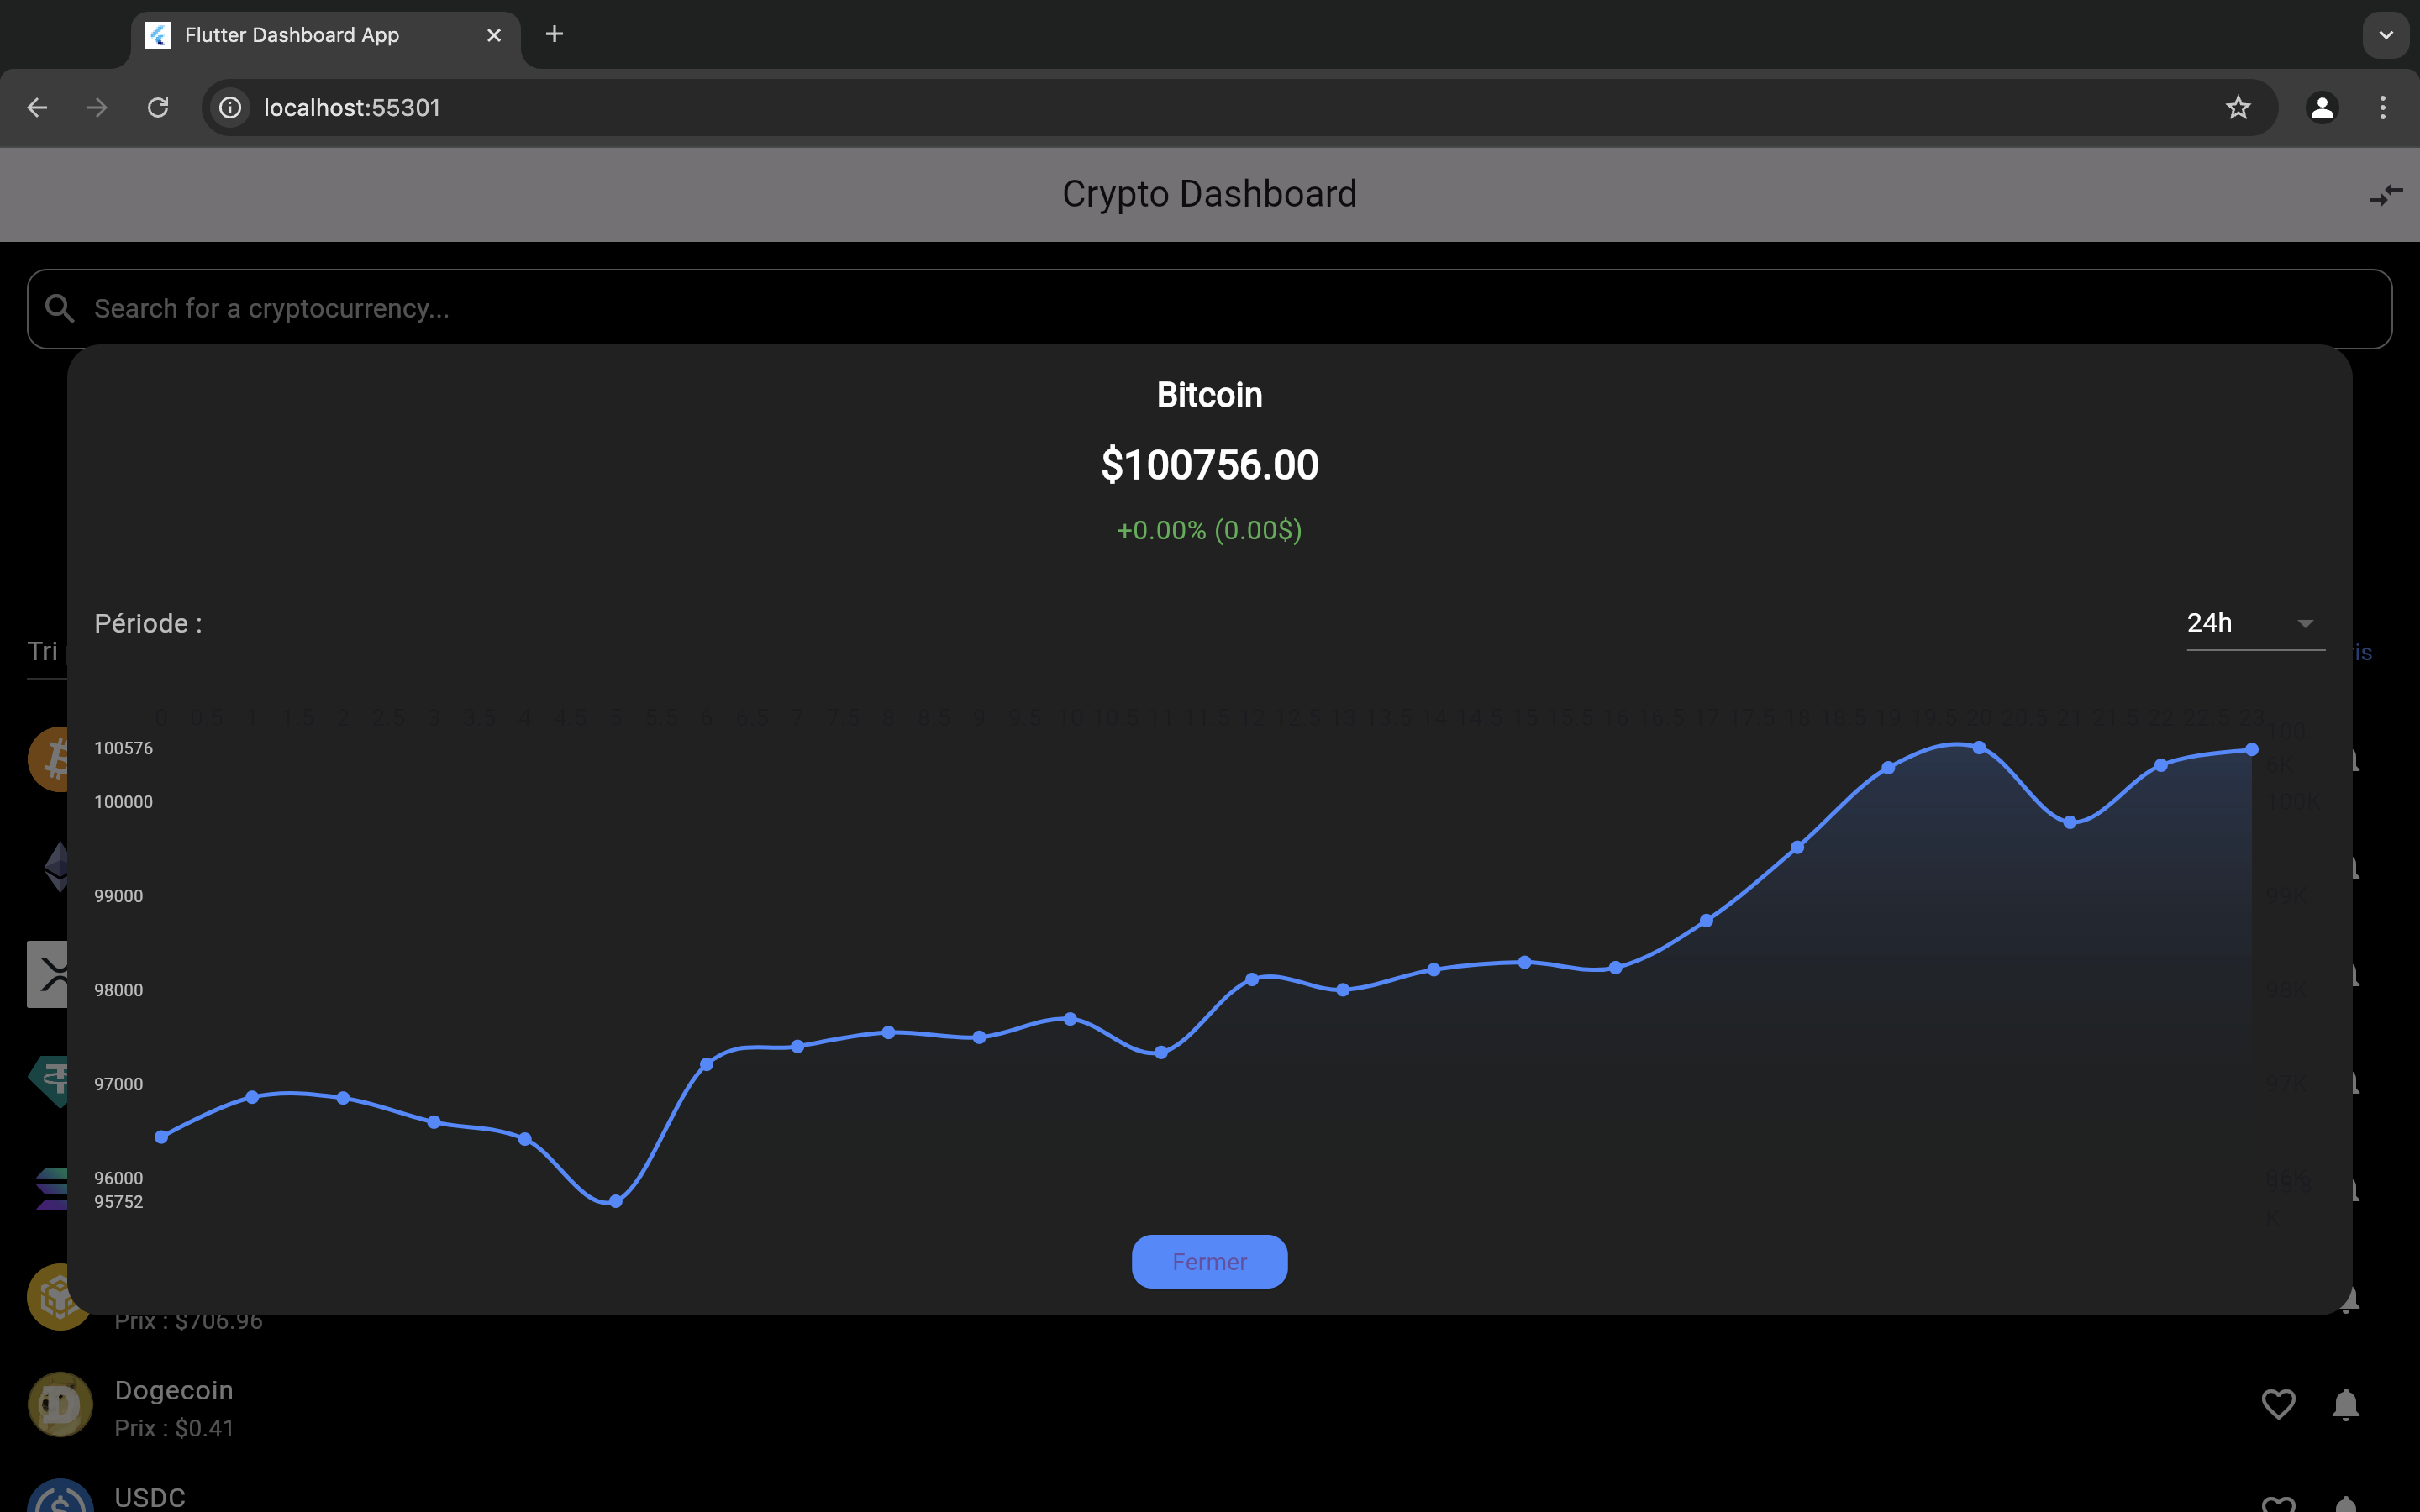 Flutter Dashboard App
localhost:55301
Crypto Dashboard
Search for a cryptocurrency...
Bitcoin
$100756.00
+0.00% (0.00$)
Période :
24h
Tri
ris
0 0.5 1 1.5 2 2.5 3 3.5 4 4.5 5 5.5 6 6.5 7 7.5 8 8.5 9 9.5 10 10.5 11 11.5 12 12.5 13 13.5 14 14.5 15 15.5 16 16.5 17 17.5 18 18.5 19 19.5 20 20.5 21 21.5 22 22.5 23
100576
100.
6K
100000
100K
99000
99K
98000
98K
97000
97K
96000
96K
95752
95.8
K
Fermer
Prix : $706.96
Dogecoin
Prix : $0.41
USDC